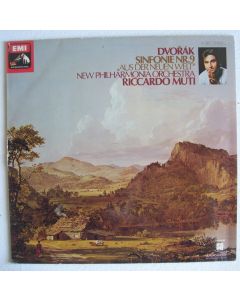 EMI
DVOŘÁK
SINFONIE NR.9
„AUS DER NEUEN WELT“
NEW PHILHARMONIA ORCHESTRA
RICCARDO MUTI